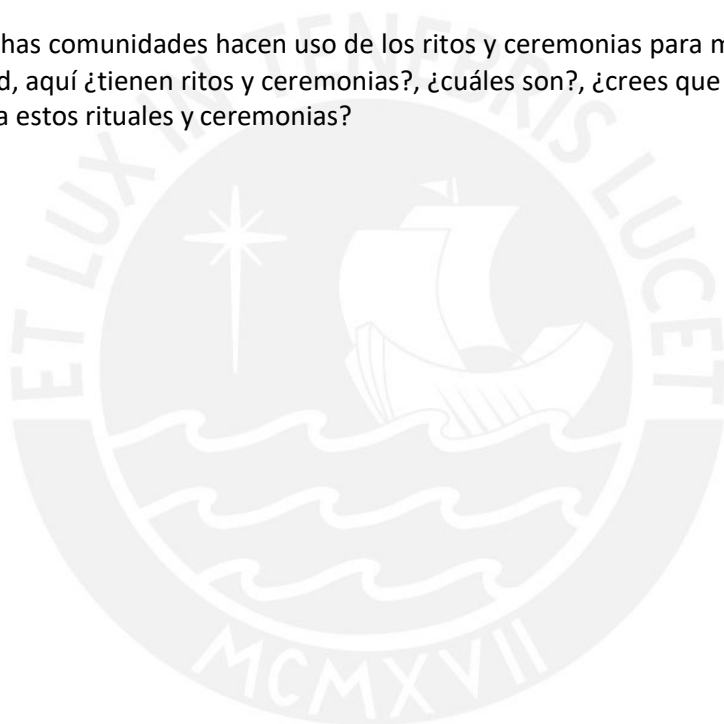 has comunidades hacen uso de los ritos y ceremonias para m
d, aquí ¿tienen ritos y ceremonias?, ¿cuáles son?, ¿crees que
a estos rituales y ceremonias?
ET LUX IN TENEBRIS LUCET
MCMXVII